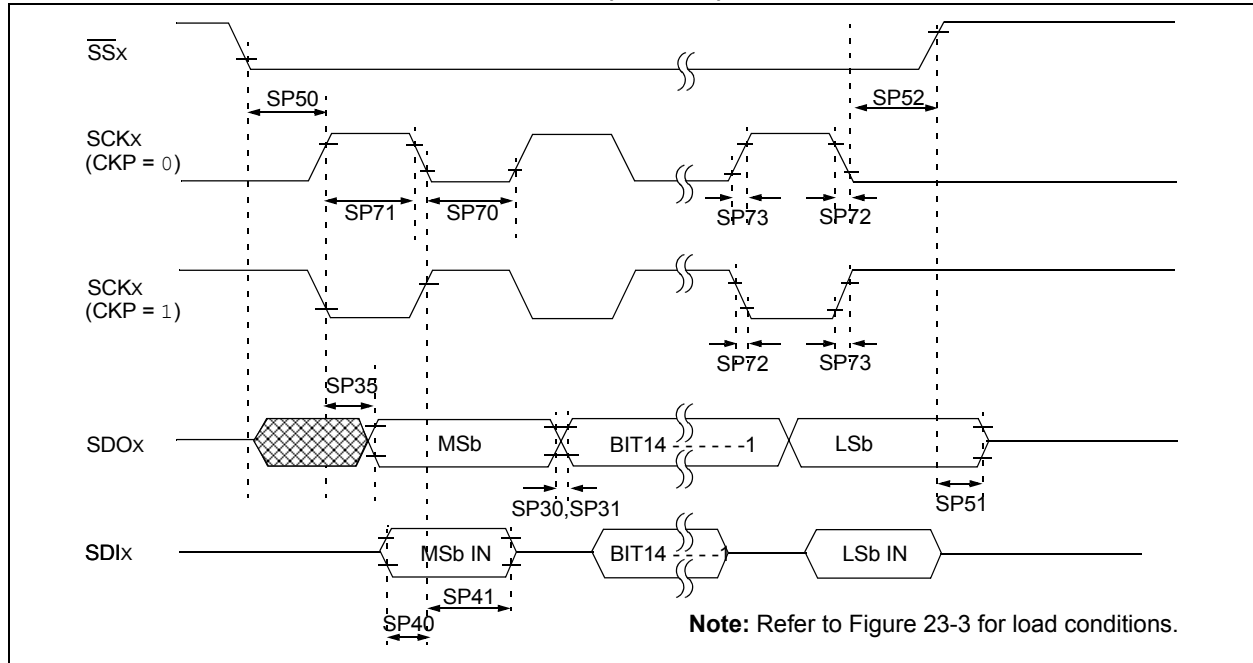 SSx
SP50
SP52
SCKx
(CKP = 0)
SP71
SP70
SP73
SP72
SCKx
(CKP = 1)
SP72
SP73
SP35
SDOx
MSb
BIT14 - - - - - -1
LSb
SP30,SP31
SP51
SDIx
MSb IN
BIT14 - - - -1
LSb IN
SP41
SP40
Note: Refer to Figure 23-3 for load conditions.